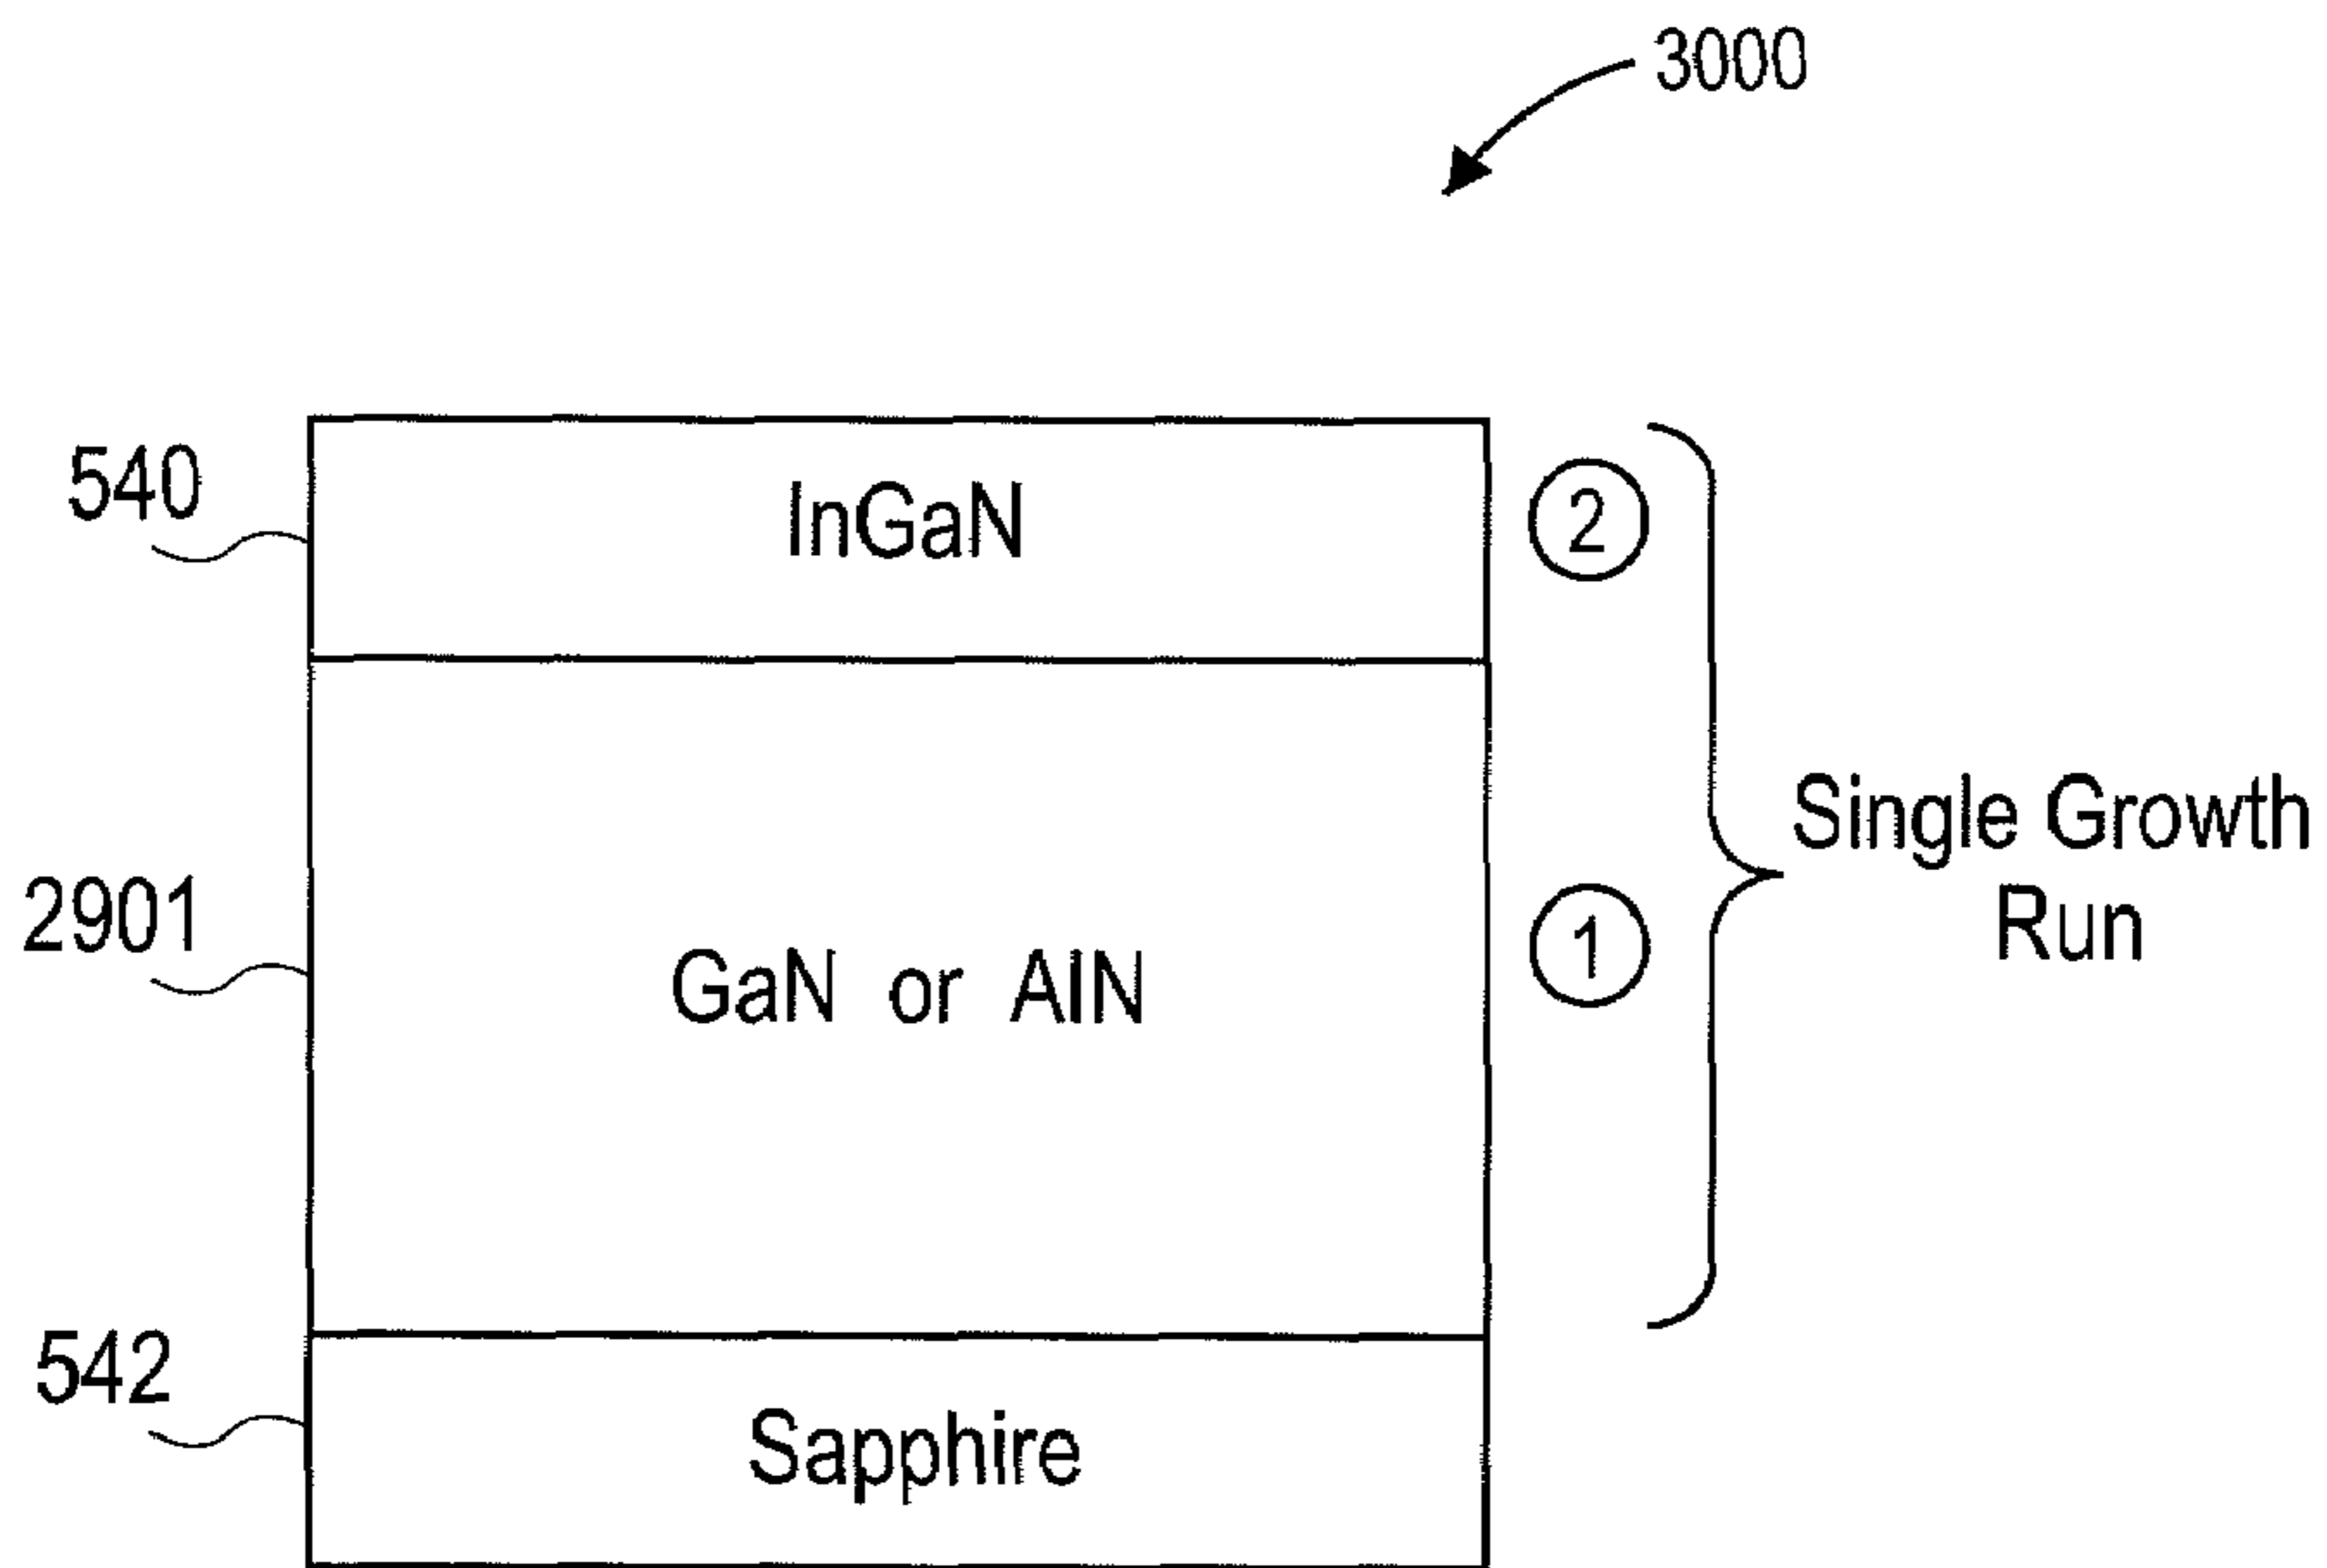 3000
540
InGaN
②
2901
GaN or AlN
①
Single Growth
Run
542
Sapphire